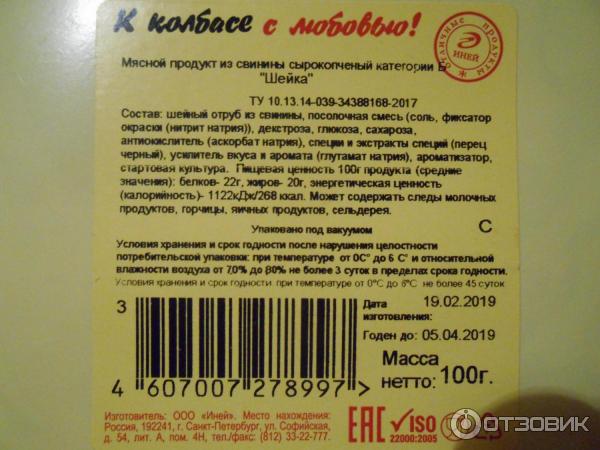 К колбасе с любовью!
отличные продукты
ИНЕЙ
Мясной продукт из свинины сырокопченый категории Б
"Шейка"
ТУ 10.13.14-039-34388168-2017
Состав: шейный отруб из свинины, посолочная смесь (соль, фиксатор
окраски (нитрит натрия)), декстроза, глюкоза, сахароза,
антиокислитель (аскорбат натрия), специи и экстракты специй (перец
черный), усилитель вкуса и аромата (глутамат натрия), ароматизатор,
стартовая культура. Пищевая ценность 100г продукта (средние
значения): белков- 22г, жиров- 20г, энергетическая ценность
(калорийность)- 1122кДж/268 ккал. Может содержать следы молочных
продуктов, горчицы, яичных продуктов, сельдерея.
С
Упаковано под вакуумом
Условия хранения и срок годности после нарушения целостности
потребительской упаковки: при температуре от 0С° до 6 С° и относительной
влажности воздуха от 70% до 80% не более 3 суток в пределах срока годности.
Условия хранения и срок годности при температуре от 0°С до 6°С не более 45 суток
3
Дата
изготовления:
19.02.2019
Годен до:
05.04.2019
Масса
нетто: 100г.
4 607007 278997 >
Изготовитель: ООО «Иней». Место нахождения:
Россия, 192241, г. Санкт-Петербург, ул. Софийская,
д. 54, лит. А, пом. 4Н, тел./факс: (812) 33-22-777.
EAC
ISO
22000:2005
ОТЗОВИК